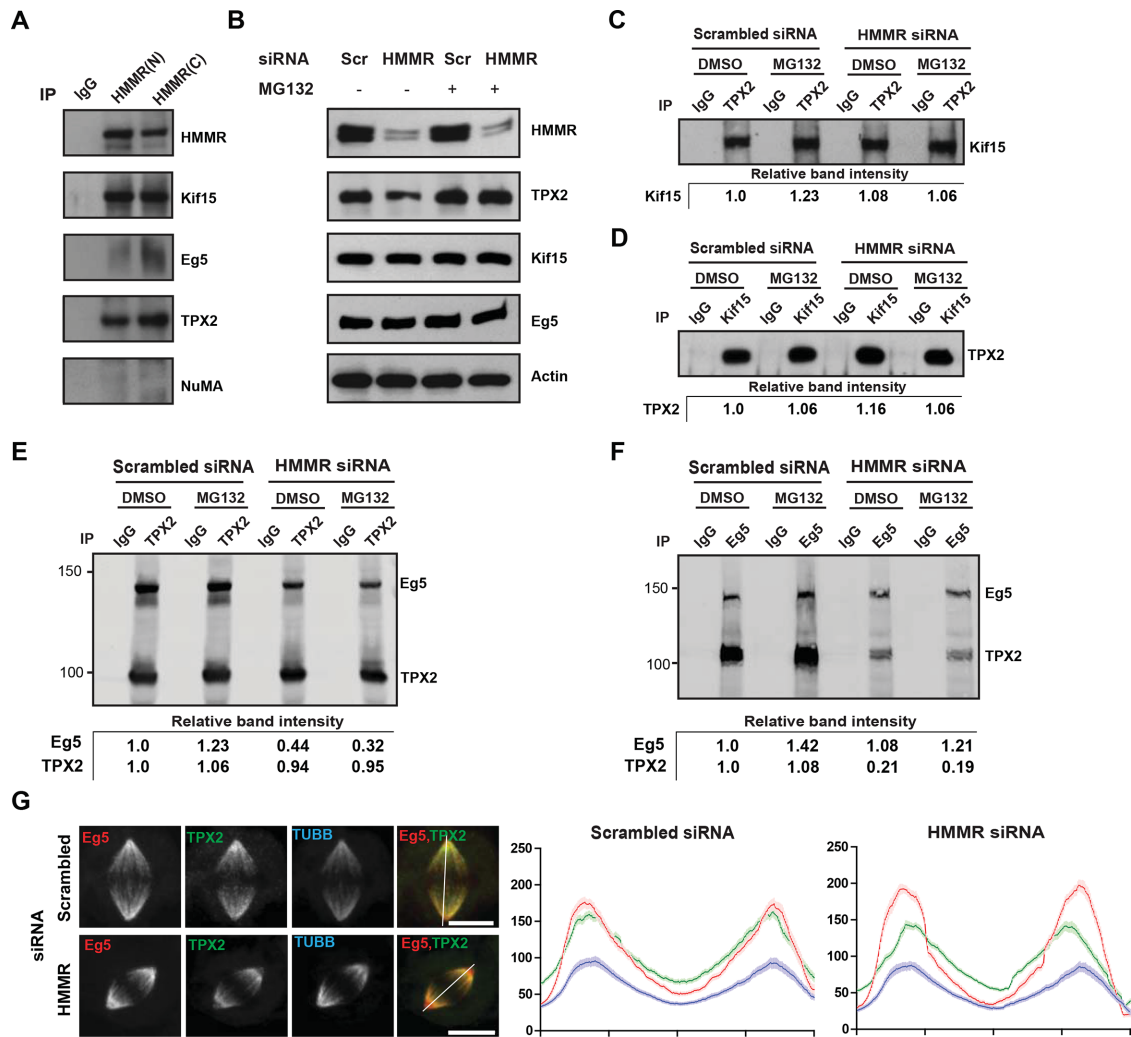 A
IP IgG HMMR(N) HMMR(C)
HMMR
Kif15
Eg5
TPX2
NuMA
B
siRNA Scr HMMR Scr HMMR
MG132 - - + +
HMMR
TPX2
Kif15
Eg5
Actin
C
Scrambled siRNA HMMR siRNA
DMSO MG132 DMSO MG132
IP IgG TPX2 IgG TPX2 IgG TPX2 IgG TPX2
Kif15
Relative band intensity
Kif15 1.0 1.23 1.08 1.06
D
Scrambled siRNA HMMR siRNA
DMSO MG132 DMSO MG132
IP IgG Kif15 IgG Kif15 IgG Kif15 IgG Kif15
TPX2
Relative band intensity
TPX2 1.0 1.06 1.16 1.06
E
Scrambled siRNA HMMR siRNA
DMSO MG132 DMSO MG132
IP IgG TPX2 IgG TPX2 IgG TPX2 IgG TPX2
150
Eg5
100
TPX2
Relative band intensity
Eg5 1.0 1.23 0.44 0.32
TPX2 1.0 1.06 0.94 0.95
F
Scrambled siRNA HMMR siRNA
DMSO MG132 DMSO MG132
IP IgG Eg5 IgG Eg5 IgG Eg5 IgG Eg5
150
Eg5
100
TPX2
Relative band intensity
Eg5 1.0 1.42 1.08 1.21
TPX2 1.0 1.08 0.21 0.19
G
siRNA
Scrambled
Eg5 TPX2 TUBB Eg5,TPX2
HMMR
Eg5 TPX2 TUBB Eg5,TPX2
Scrambled siRNA
250
200
150
100
50
0
HMMR siRNA
250
200
150
100
50
0